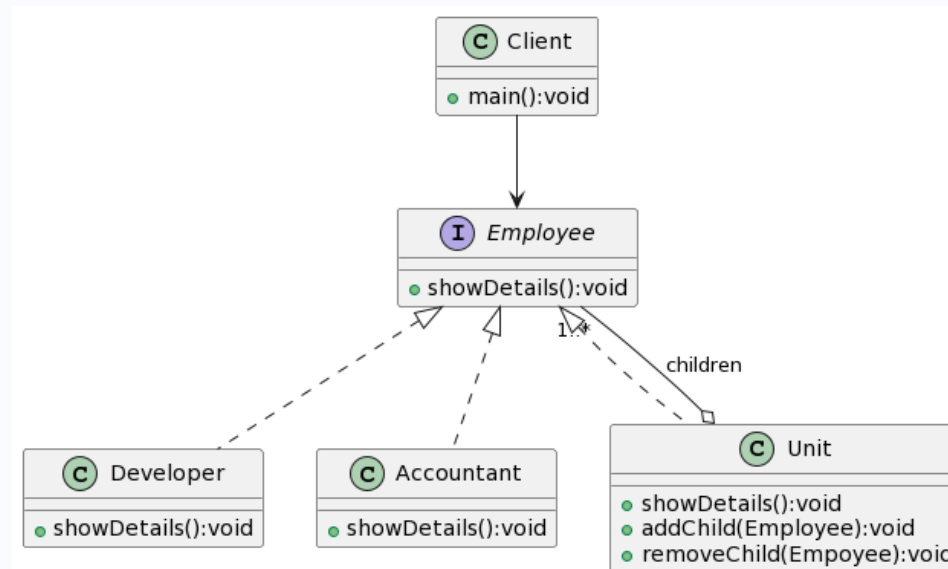 C Client
main():void
I Employee
showDetails():void
1..*
children
C Developer
showDetails():void
C Accountant
showDetails():void
C Unit
showDetails():void
addChild(Employee):void
removeChild(Empoyee):void